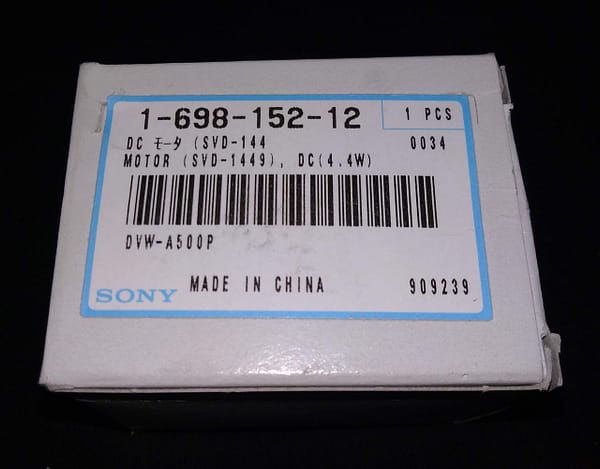 1-698-152-12 1 PCS
DC モータ (SVD-144 0034
MOTOR (SVD-1449), DC(4.4W)
DVW-A500P
SONY MADE IN CHINA 909239